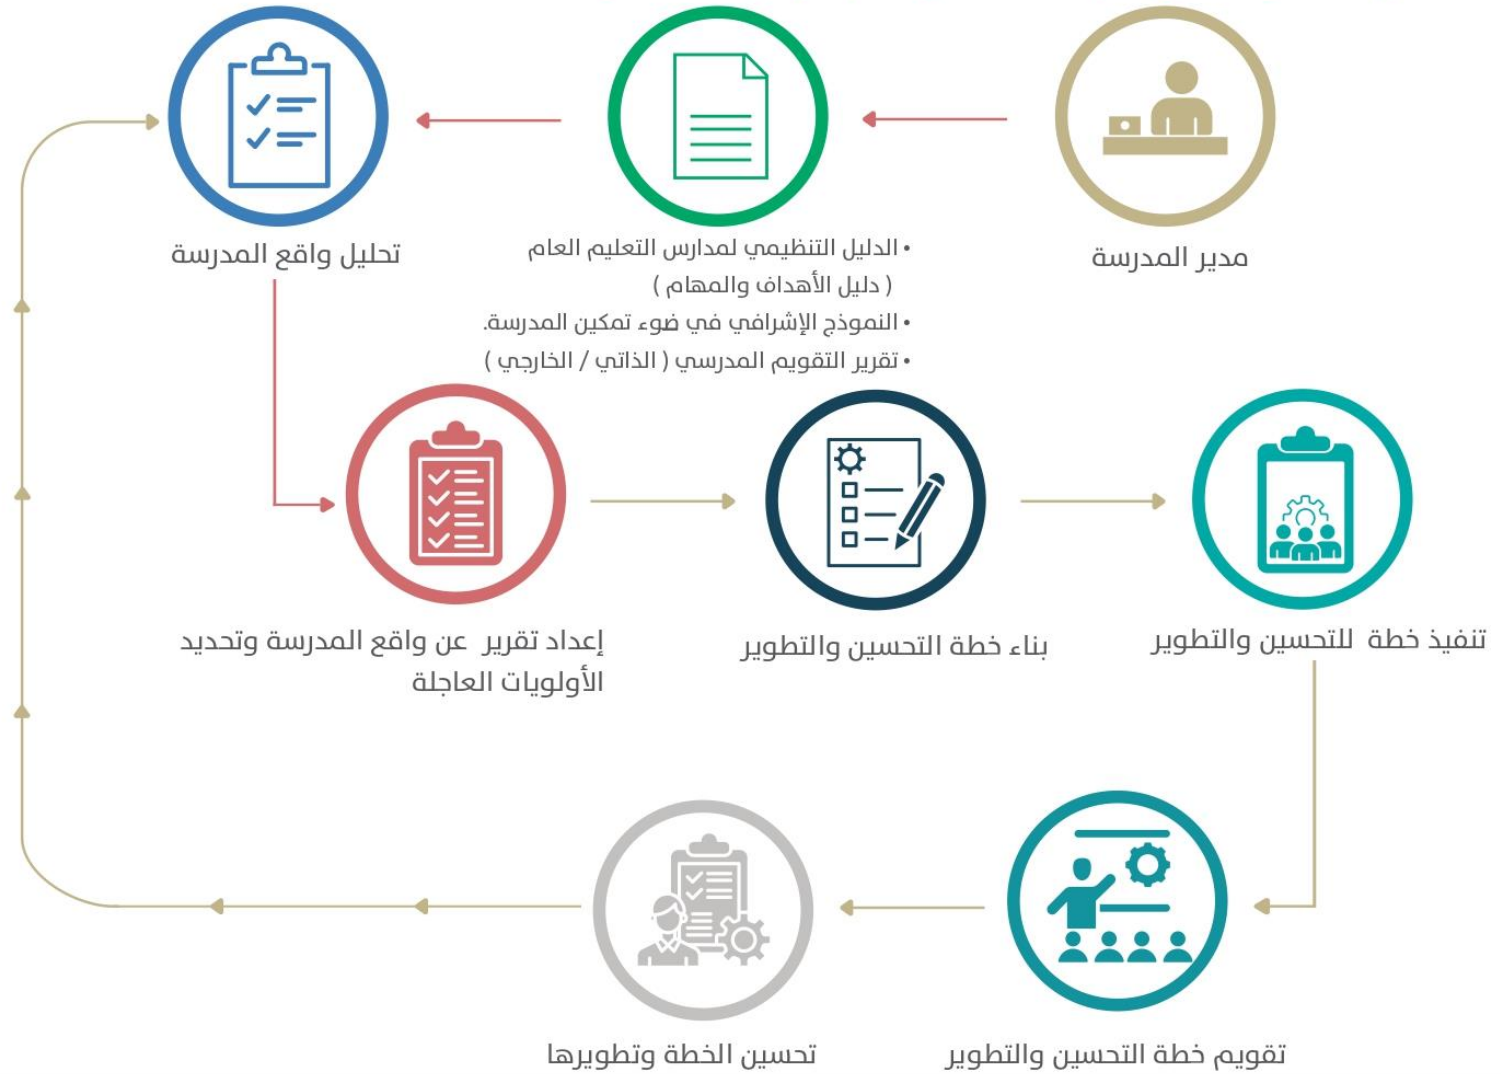 مدير المدرسة
• الدليل التنظيمي لمدارس التعليم العام
( دليل الأهداف والمهام )
• النموذج الإشرافي في ضوء تمكين المدرسة.
• تقرير التقويم المدرسي ( الذاتي / الخارجي )
تحليل واقع المدرسة
إعداد تقرير عن واقع المدرسة وتحديد
الأولويات العاجلة
بناء خطة التحسين والتطوير
تنفيذ خطة للتحسين والتطوير
تقويم خطة التحسين والتطوير
تحسين الخطة وتطويرها